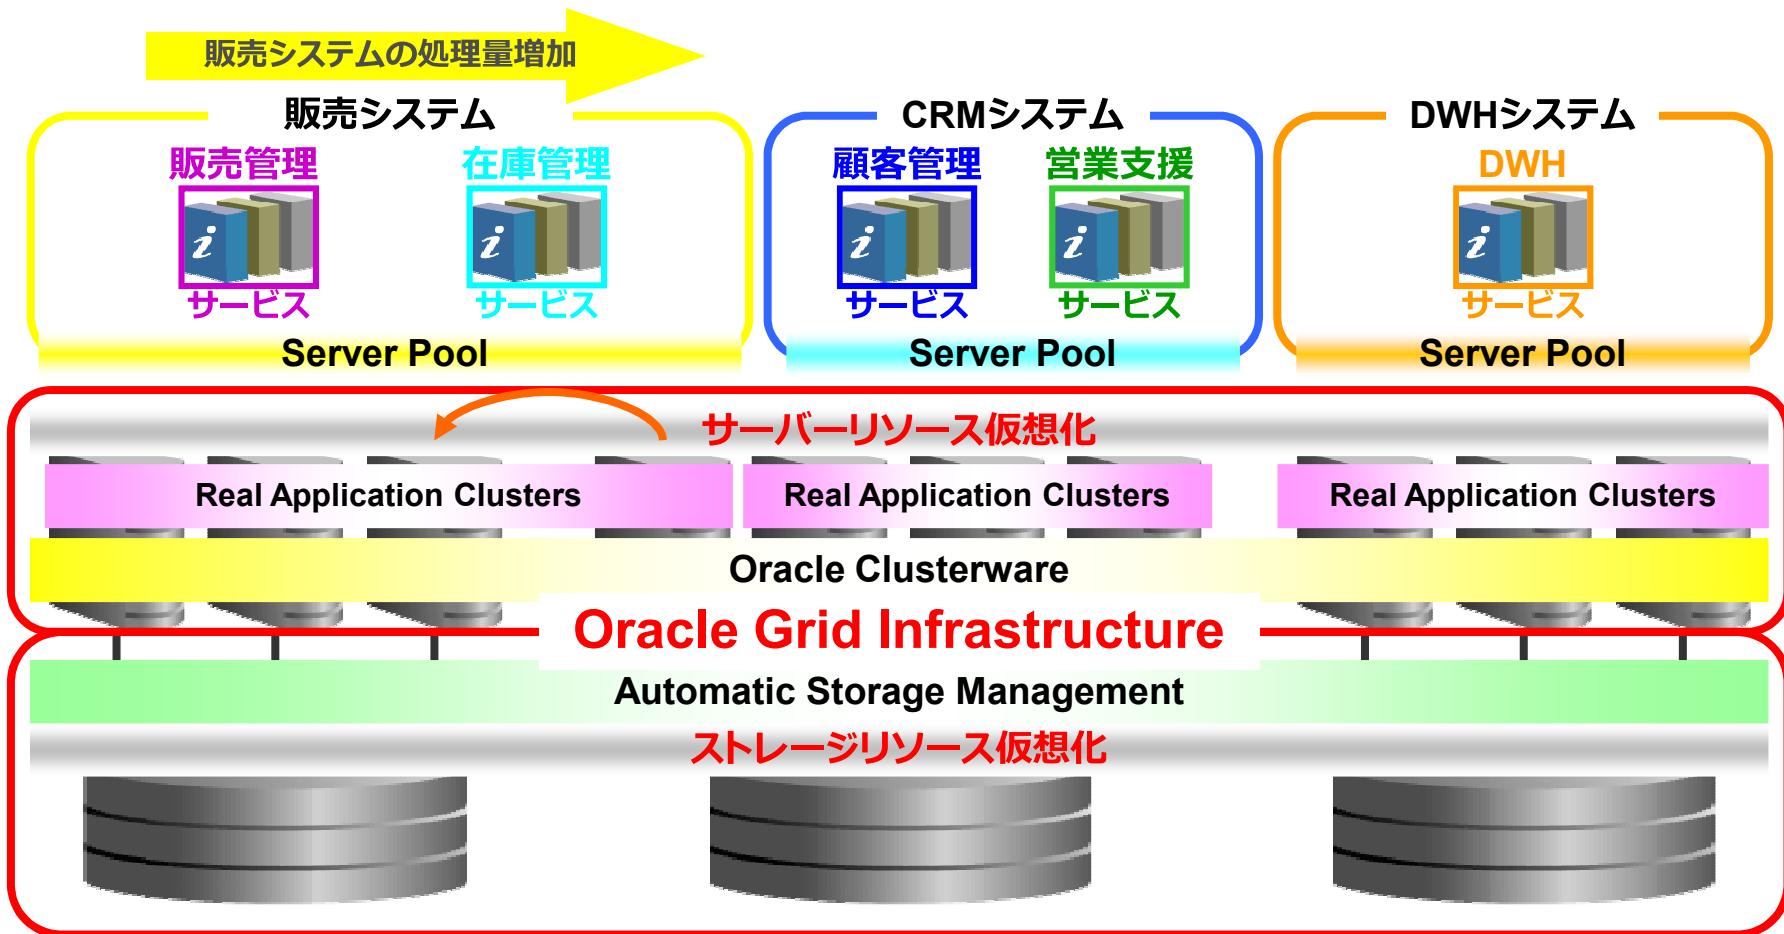 販売システムの処理量増加
販売システム
CRMシステム
DWHシステム
販売管理
在庫管理
顧客管理
営業支援
DWH
i
i
i
i
i
サービス
サービス
サービス
サービス
サービス
Server Pool
Server Pool
Server Pool
サーバーリソース仮想化
Real Application Clusters
Real Application Clusters
Real Application Clusters
Oracle Clusterware
Oracle Grid Infrastructure
Automatic Storage Management
ストレージリソース仮想化